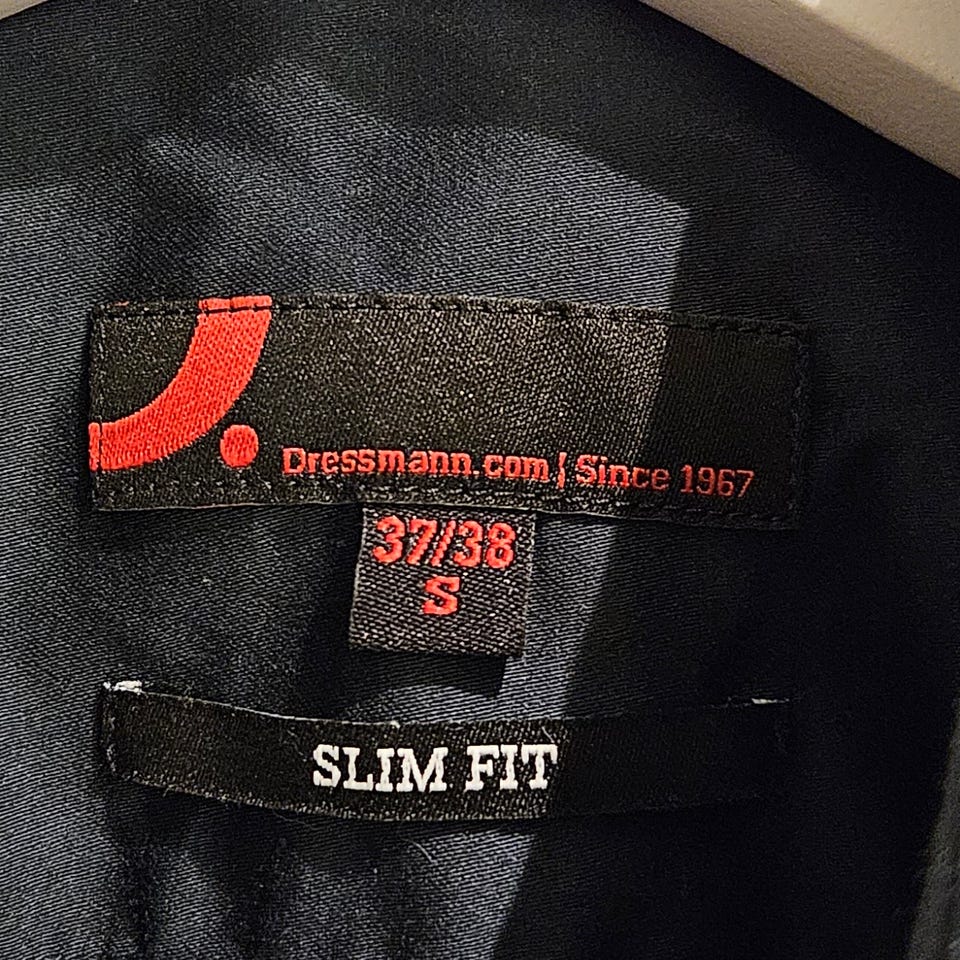 Dressmann.com | Since 1967
37/38
S
SLIM FIT